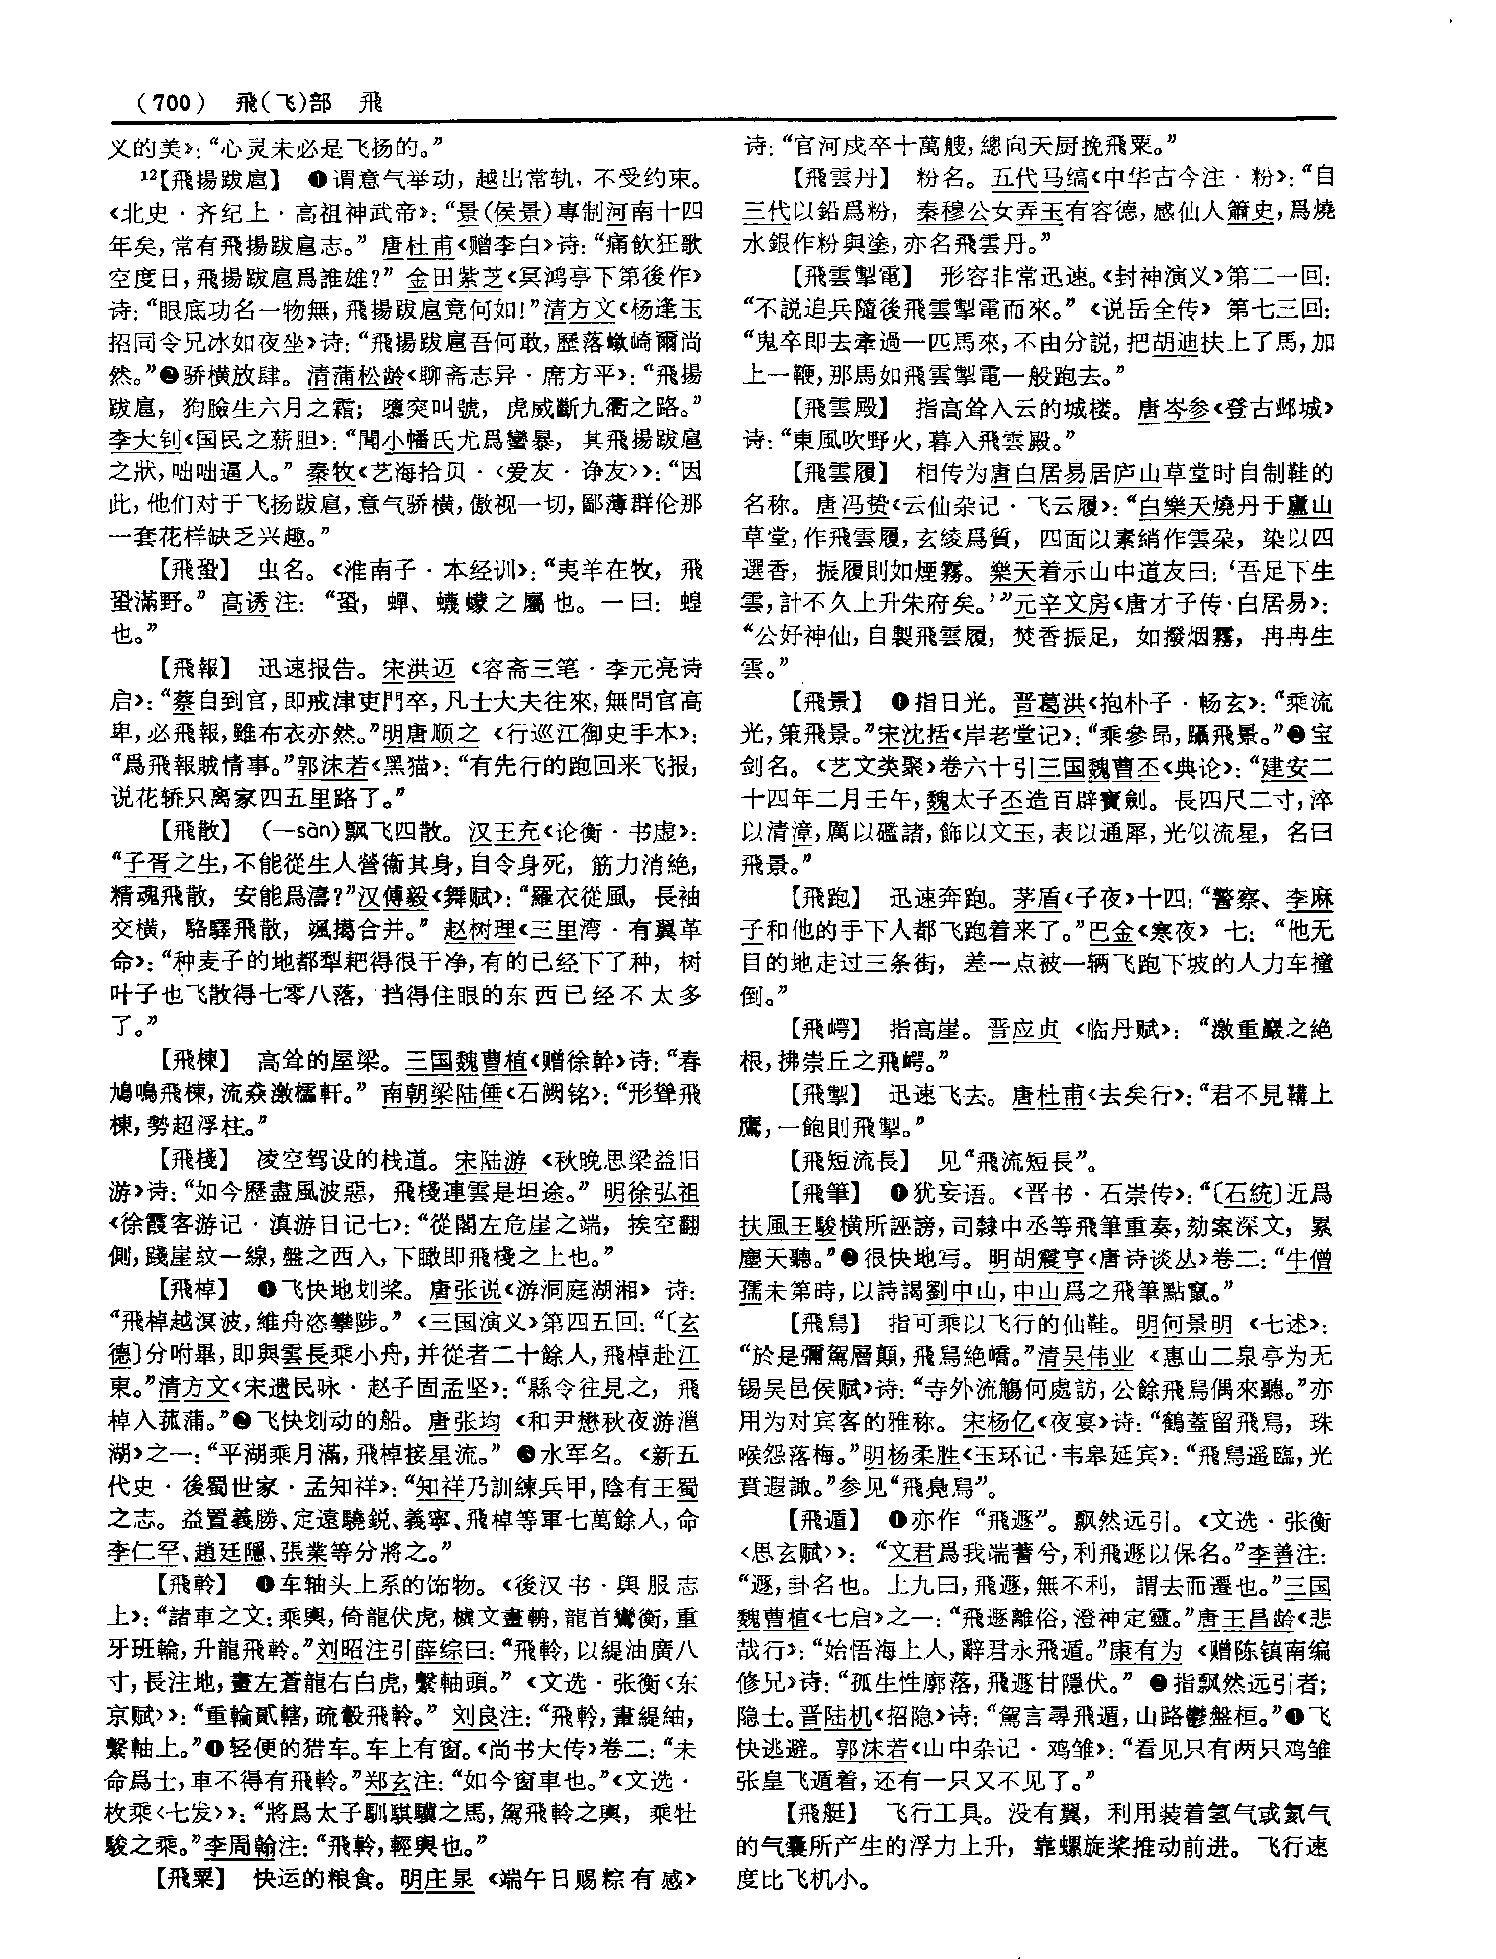 (700) 飛(飞)部 飛
义的美》：“心灵未必是飞扬的。”
12【飛揚跋扈】 ❶谓意气举动，越出常轨，不受约束。
《北史·齐纪上·高祖神武帝》：“景(侯景)專制河南十四
年矣，常有飛揚跋扈志。” 唐杜甫《赠李白》诗：“痛飲狂歌
空度日，飛揚跋扈爲誰雄？” 金田紫芝《冥鸿亭下第後作》
诗：“眼底功名一物無，飛揚跋扈竟何如！”清方文《杨逢玉
招同令兄冰如夜坐》诗：“飛揚跋扈吾何敢，歷落嶔崎爾尚
然。”❷骄横放肆。清蒲松龄《聊斋志异·席方平》：“飛揚
跋扈，狗臉生六月之霜；隳突叫號，虎威斷九衢之路。”
李大钊《国民之薪胆》：“聞小幡氏尤爲蠻暴，其飛揚跋扈
之狀，咄咄逼人。” 秦牧《艺海拾贝·〈爱友·诤友〉》：“因
此，他们对于飞扬跋扈，意气骄横，傲视一切，鄙薄群伦那
一套花样缺乏兴趣。”
【飛蛩】 虫名。《淮南子·本经训》：“夷羊在牧，飛
蛩滿野。”高诱注：“蛩，蟬、蠛蠓之屬也。一曰：蝗
也。”
【飛報】 迅速报告。宋洪迈《容斋三笔·李元亮诗
启》：“蔡自到官，即戒津吏門卒，凡士大夫往來，無問官高
卑，必飛報，雖布衣亦然。”明唐顺之《行巡江御史手本》：
“爲飛報賊情事。”郭沫若《黑猫》：“有先行的跑回来飞报，
说花轿只离家四五里路了。”
【飛散】 (—sàn)飘飞四散。汉王充《论衡·书虚》：
“子胥之生，不能從生人營衛其身，自令身死，筋力消絶，
精魂飛散，安能爲濤？”汉傅毅《舞赋》：“羅衣從風，長袖
交横，駱驛飛散，颯擖合并。” 赵树理《三里湾·有翼革
命》：“种麦子的地都犁耙得很干净，有的已经下了种，树
叶子也飞散得七零八落，挡得住眼的东西已经不太多
了。”
【飛棟】 高耸的屋梁。三国魏曹植《赠徐幹》诗：“春
鳩鳴飛棟，流猋激櫺軒。” 南朝梁陆倕《石阙铭》：“形聳飛
棟，勢超浮柱。”
【飛棧】 凌空驾设的栈道。宋陆游《秋晚思梁益旧
游》诗：“如今歷盡風波惡，飛棧連雲是坦途。” 明徐弘祖
《徐霞客游记·滇游日记七》：“從閣左危崖之端，挨空翻
側，踐崖紋一線，盤之西入，下瞰即飛棧之上也。”
【飛棹】 ❶飞快地划桨。唐张说《游洞庭湖湘》诗：
“飛棹越溟波，維舟恣攀陟。”《三国演义》第四五回：“〔玄
德〕分咐畢，即與雲長乘小舟，并從者二十餘人，飛棹赴江
東。”清方文《宋遗民咏·赵子固孟坚》：“縣令往見之，飛
棹入菰蒲。”❷飞快划动的船。唐张均《和尹懋秋夜游㴩
湖》之一：“平湖乘月滿，飛棹接星流。” ❸水军名。《新五
代史·後蜀世家·孟知祥》：“知祥乃訓練兵甲，陰有王蜀
之志。益置義勝、定遠驍鋭、義寧、飛棹等軍七萬餘人，命
李仁罕、趙廷隱、張業等分將之。”
【飛軨】 ❶车轴头上系的饰物。《後汉书·輿服志
上》：“諸車之文：乘輿，倚龍伏虎，樻文畫輈，龍首鸞衡，重
牙班輪，升龍飛軨。”刘昭注引薛综曰：“飛軨，以緹油廣八
寸，長注地，畫左蒼龍右白虎，繫軸頭。”《文选·张衡〈东
京赋〉》：“重輪貳轄，疏轂飛軨。” 刘良注：“飛軨，畫緹紬，
繫軸上。”❶轻便的猎车。车上有窗。《尚书大传》卷二：“未
命爲士，車不得有飛軨。”郑玄注：“如今窗車也。”《文选·
枚乘〈七发〉》：“將爲太子馴騏驥之馬，駕飛軨之輿，乘牡
駿之乘。”李周翰注：“飛軨，輕輿也。”
【飛粟】 快运的粮食。明庄㫤《端午日赐粽有感》
诗：“官河戍卒十萬艘，總向天厨挽飛粟。”
【飛雲丹】 粉名。五代马缟《中华古今注·粉》：“自
三代以鉛爲粉，秦穆公女弄玉有容德，感仙人簫史，爲燒
水銀作粉與塗，亦名飛雲丹。”
【飛雲掣電】 形容非常迅速。《封神演义》第二一回：
“不説追兵隨後飛雲掣電而來。”《说岳全传》第七三回：
“鬼卒即去牽過一匹馬來，不由分説，把胡迪扶上了馬，加
上一鞭，那馬如飛雲掣電一般跑去。”
【飛雲殿】 指高耸入云的城楼。唐岑参《登古邺城》
诗：“東風吹野火，暮入飛雲殿。”
【飛雲履】 相传为唐白居易居庐山草堂时自制鞋的
名称。唐冯贽《云仙杂记·飞云履》：“白樂天燒丹于廬山
草堂，作飛雲履，玄綾爲質，四面以素綃作雲朵，染以四
選香，振履則如煙霧。樂天着示山中道友曰：‘吾足下生
雲，計不久上升朱府矣。’”元辛文房《唐才子传·白居易》：
“公好神仙，自製飛雲履，焚香振足，如撥烟霧，冉冉生
雲。”
【飛景】 ❶指日光。晋葛洪《抱朴子·畅玄》：“乘流
光，策飛景。”宋沈括《岸老堂记》：“乘參昂，躡飛景。”❷宝
剑名。《艺文类聚》卷六十引三国魏曹丕《典论》：“建安二
十四年二月壬午，魏太子丕造百辟寶劍。長四尺二寸，淬
以清漳，厲以礛諸，飾以文玉，表以通犀，光似流星，名曰
飛景。”
【飛跑】 迅速奔跑。茅盾《子夜》十四：“警察、李麻
子和他的手下人都飞跑着来了。”巴金《寒夜》七：“他无
目的地走过三条街，差一点被一辆飞跑下坡的人力车撞
倒。”
【飛崿】 指高崖。晋应贞《临丹赋》：“激重巖之絶
根，拂崇丘之飛崿。”
【飛掣】 迅速飞去。唐杜甫《去矣行》：“君不見韝上
鷹，一飽則飛掣。”
【飛短流長】 见“飛流短長”。
【飛筆】 ❶犹妄语。《晋书·石崇传》：“〔石統〕近爲
扶風王駿横所誣謗，司隸中丞等飛筆重奏，劾案深文，累
塵天聽。”❷很快地写。明胡震亨《唐诗谈丛》卷二：“牛僧
孺未第時，以詩謁劉中山，中山爲之飛筆點竄。”
【飛舄】 指可乘以飞行的仙鞋。明何景明《七述》：
“於是彌駕層顛，飛舄絶嶠。”清吴伟业《惠山二泉亭为无
锡吴邑侯赋》诗：“寺外流觴何處訪，公餘飛舄偶來聽。”亦
用为对宾客的雅称。宋杨亿《夜宴》诗：“鶴蓋留飛舄，珠
喉怨落梅。”明杨柔胜《玉环记·韦皋延宾》：“飛舄遥臨，光
賁遐諏。”参见“飛鳧舄”。
【飛遁】 ❶亦作“飛遯”。飘然远引。《文选·张衡
〈思玄赋〉》：“文君爲我端蓍兮，利飛遯以保名。”李善注：
“遯，卦名也。上九曰，飛遯，無不利，謂去而遷也。”三国
魏曹植《七启》之一：“飛遯離俗，澄神定靈。”唐王昌龄《悲
哉行》：“始悟海上人，辭君永飛遁。”康有为《赠陈镇南编
修兄》诗：“孤生性廓落，飛遯甘隱伏。” ❷指飘然远引者；
隐士。晋陆机《招隐》诗：“駕言尋飛遁，山路鬱盤桓。”❶飞
快逃避。郭沫若《山中杂记·鸡雏》：“看见只有两只鸡雏
张皇飞遁着，还有一只又不见了。”
【飛艇】 飞行工具。没有翼，利用装着氢气或氦气
的气囊所产生的浮力上升，靠螺旋桨推动前进。飞行速
度比飞机小。